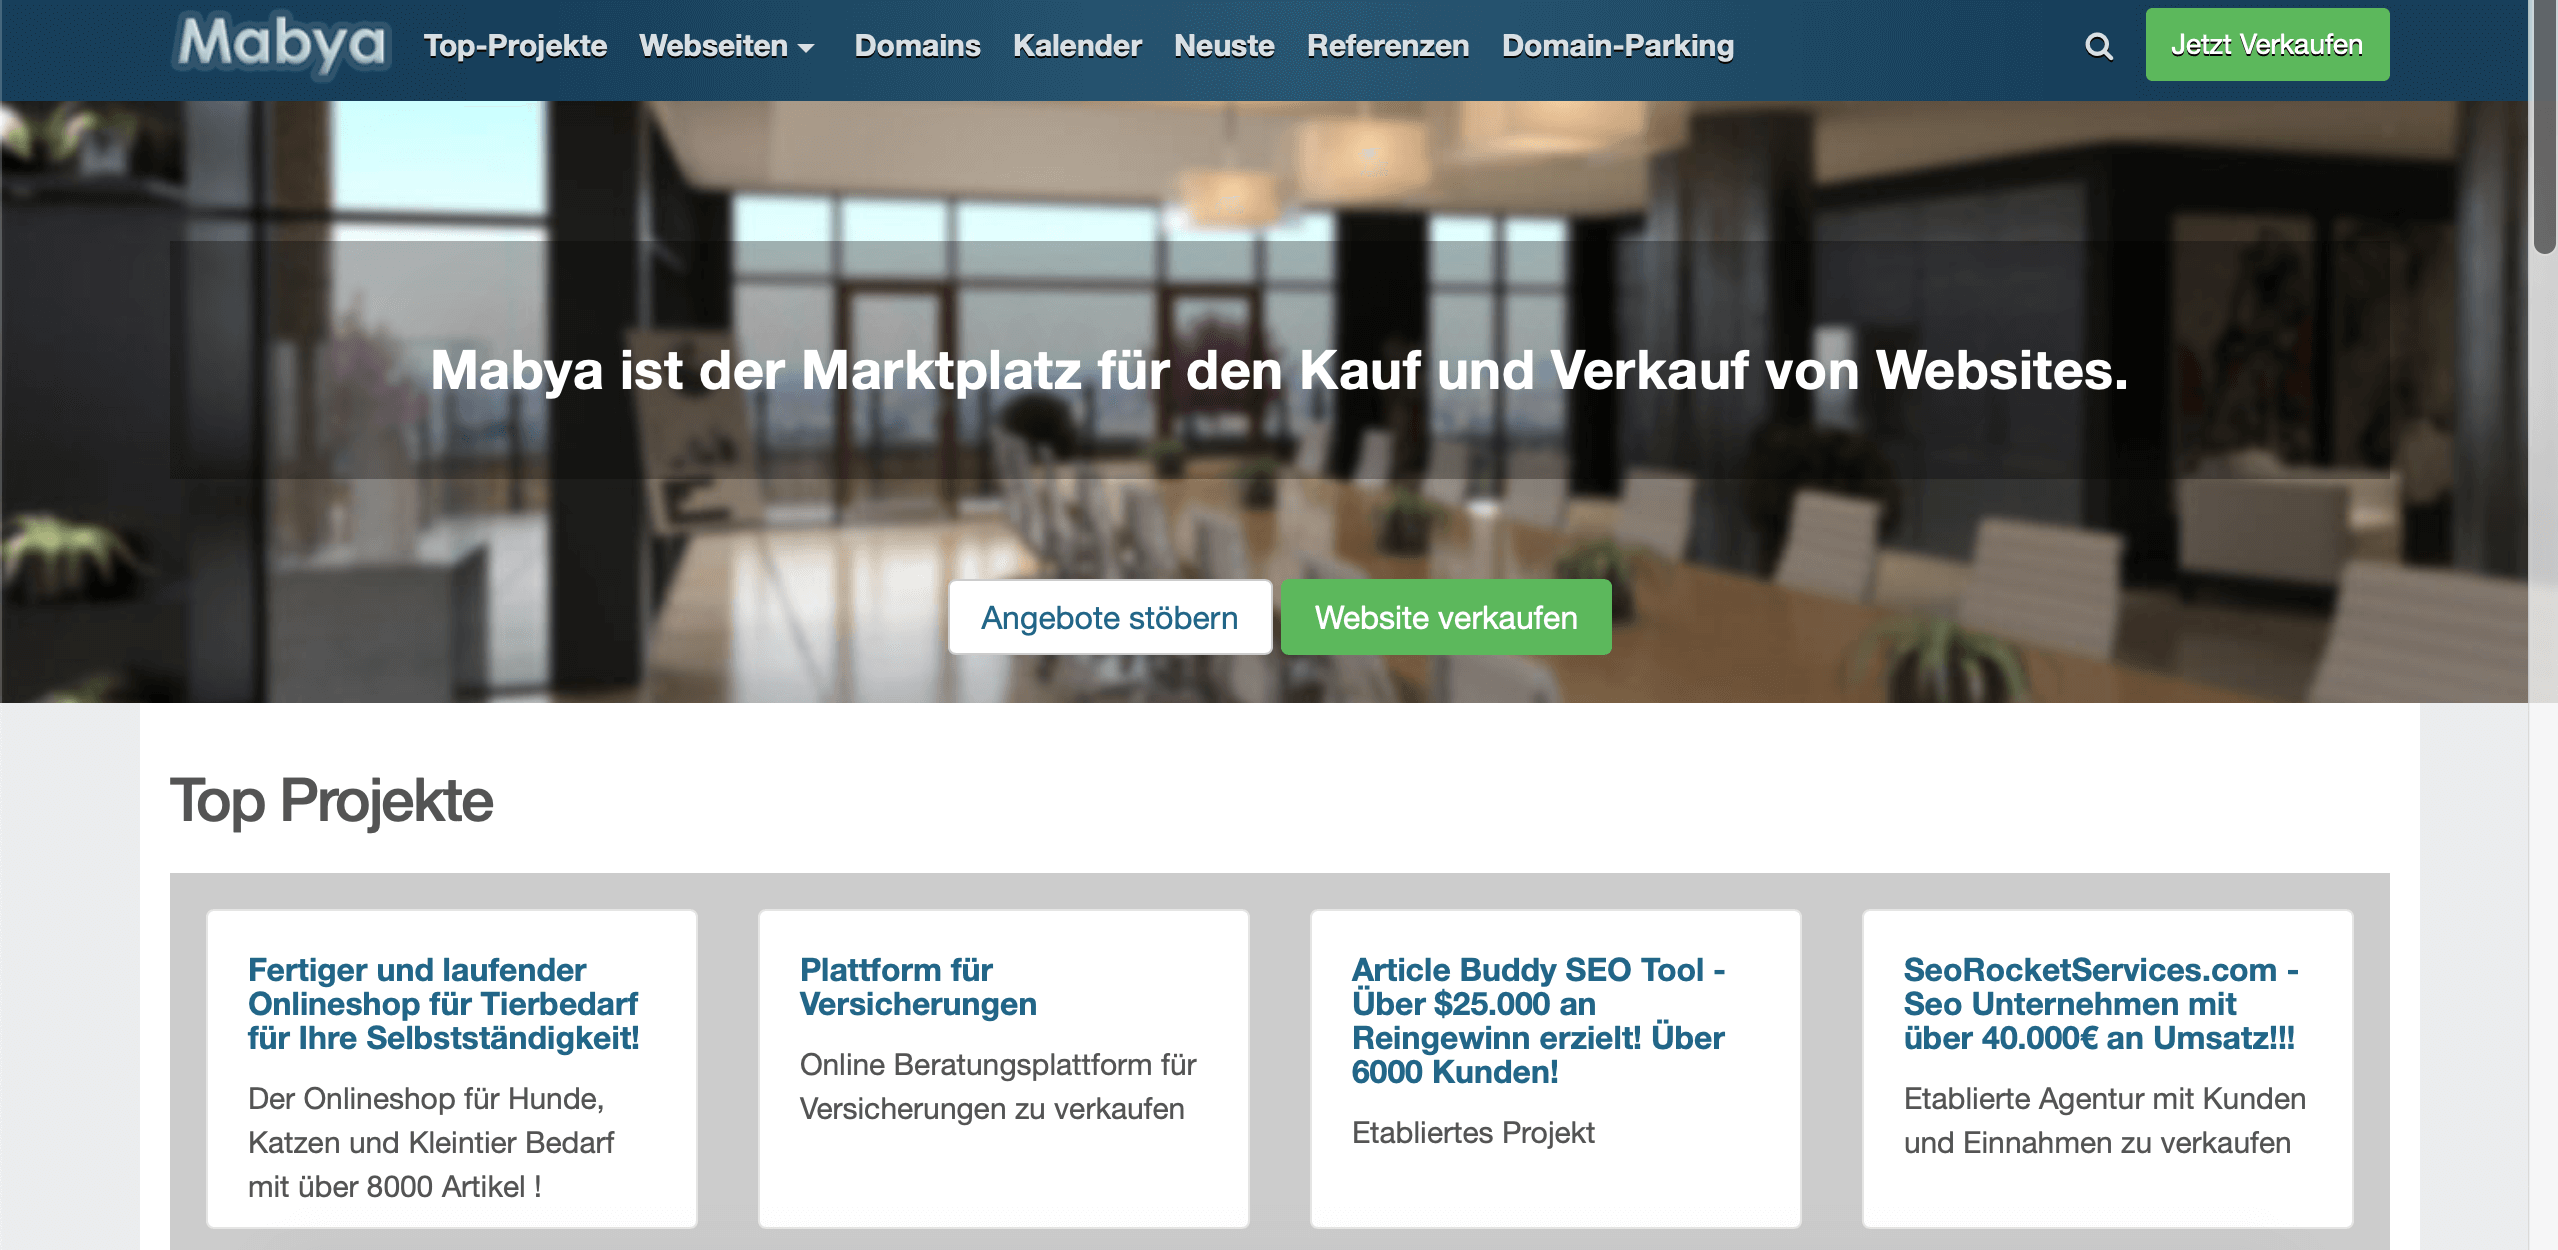 Mabya
Top-Projekte
Webseiten
Domains
Kalender
Neuste
Referenzen
Domain-Parking
Jetzt Verkaufen
Mabya ist der Marktplatz für den Kauf und Verkauf von Websites.
Angebote stöbern
Website verkaufen
Top Projekte
Fertiger und laufender
Onlineshop für Tierbedarf
für Ihre Selbstständigkeit!
Der Onlineshop für Hunde,
Katzen und Kleintier Bedarf
mit über 8000 Artikel !
Plattform für
Versicherungen
Online Beratungsplattform für
Versicherungen zu verkaufen
Article Buddy SEO Tool -
Über $25.000 an
Reingewinn erzielt! Über
6000 Kunden!
Etabliertes Projekt
SeoRocketServices.com -
Seo Unternehmen mit
über 40.000€ an Umsatz!!!
Etablierte Agentur mit Kunden
und Einnahmen zu verkaufen